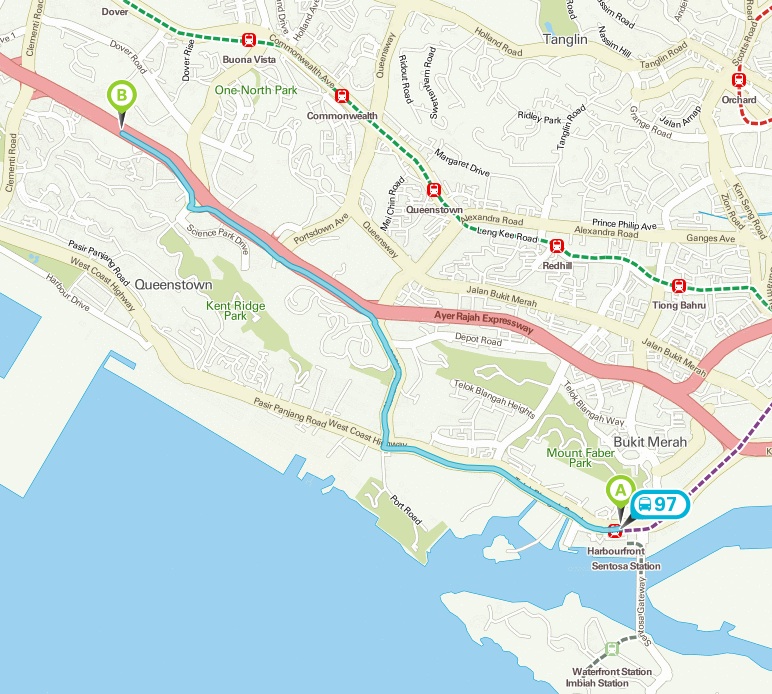 Dover
Clementi Road
Dover Road
Dover Rise
Buona Vista
Commonwealth Ave
Holland Ave
Queensway
Holland Road
Tanglin
Nassim Hill
Tanglin Road
Scotts Road
Orchard
B
One-North Park
Commonwealth
Ridout Road
Swettenham Road
Ridley Park
Tanglin Road
Grange Road
Margaret Drive
Kim Seng Road
Zion Road
Clementi Road
Mei Chin Road
Queenstown
Alexandra Road
Prince Philip Ave
Alexandra Road
Ganges Ave
Leng Kee Road
Redhill
Portsdown Ave
Queensway
Science Park Drive
Pasir Panjang Road
West Coast Highway
Harbour Drive
Queenstown
Kent Ridge
Park
Jalan Bukit Merah
Tiong Bahru
Ayer Rajah Expressway
Depot Road
Jalan Bukit Merah
Telok Blangah Heights
Telok Blangah Way
Pasir Panjang Road
West Coast Highway
Bukit Merah
Mount Faber
Park
A
97
Port Road
Harbourfront
Sentosa Station
Sentosa Gateway
Waterfront Station
Imbiah Station